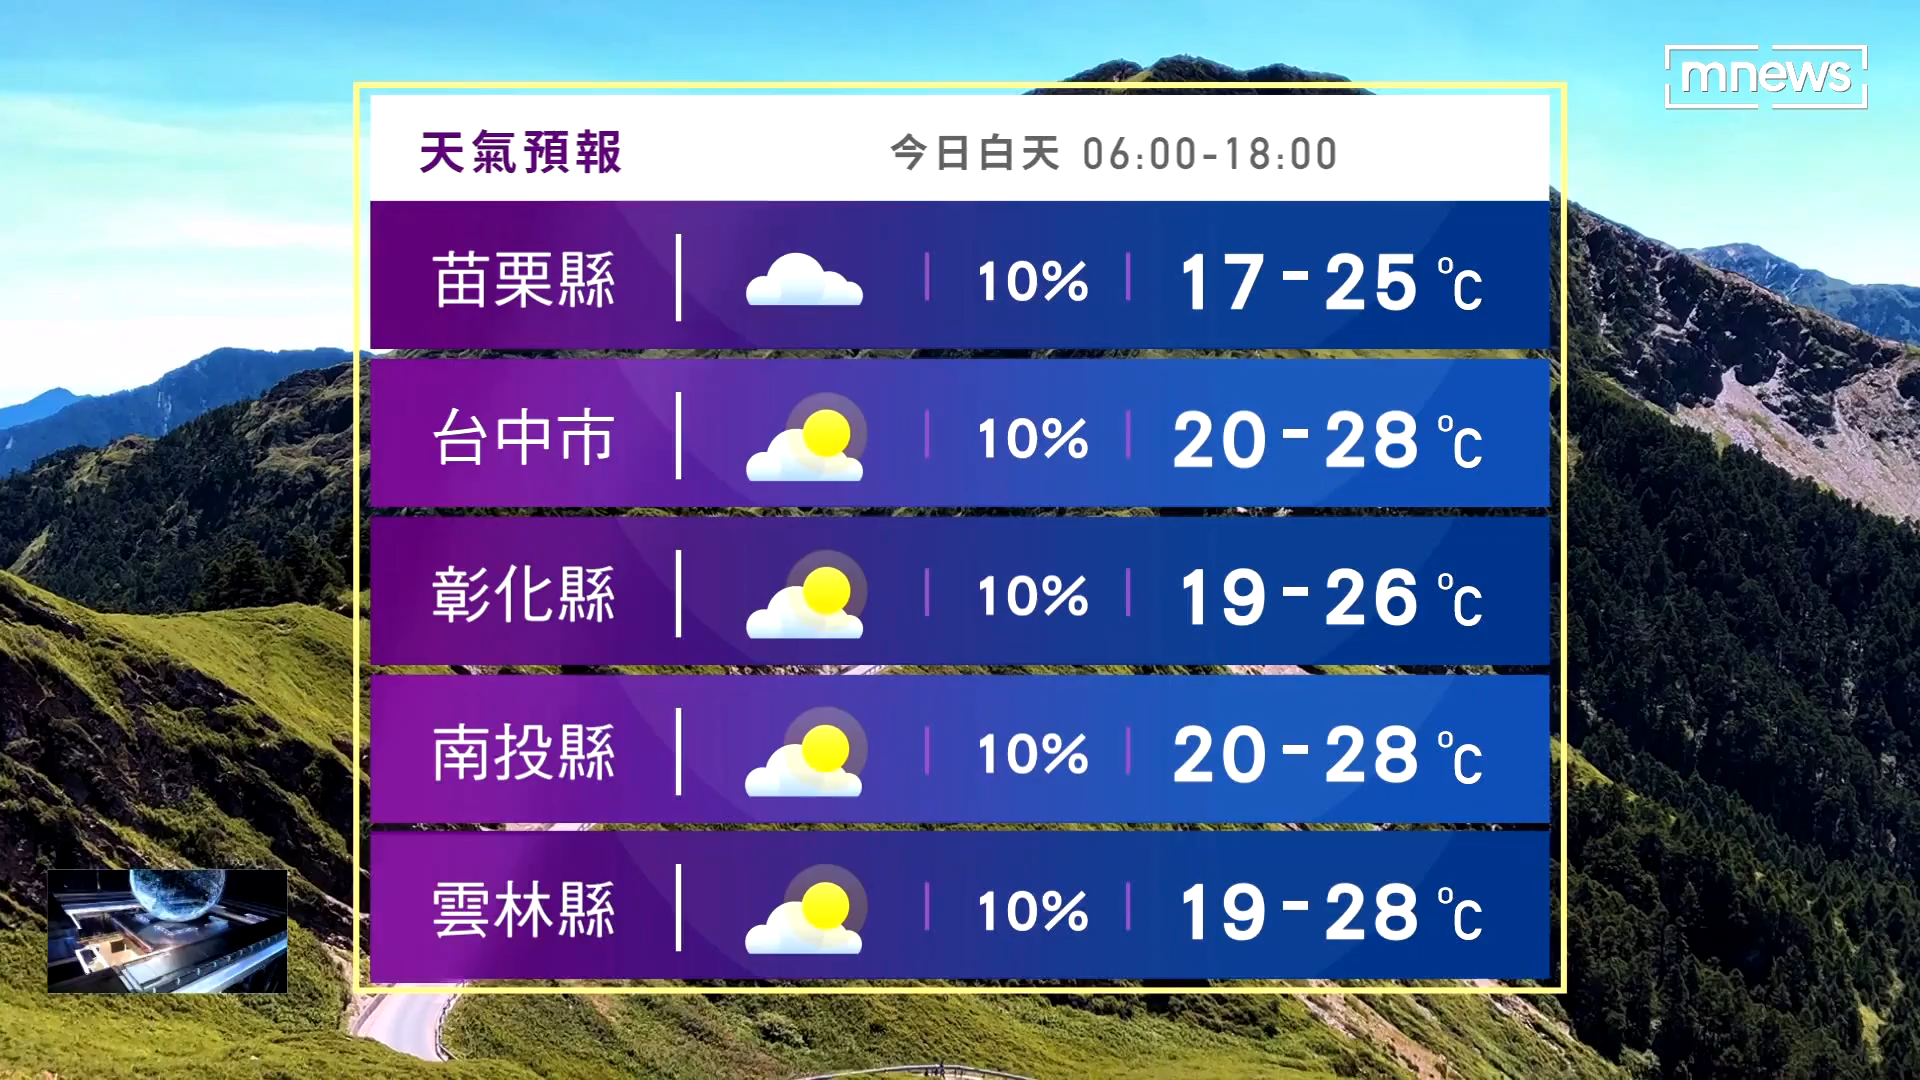 mnews
天氣預報 今日白天 06:00-18:00
苗栗縣 10% 17-25 °C
台中市 10% 20-28 °C
彰化縣 10% 19-26 °C
南投縣 10% 20-28 °C
雲林縣 10% 19-28 °C